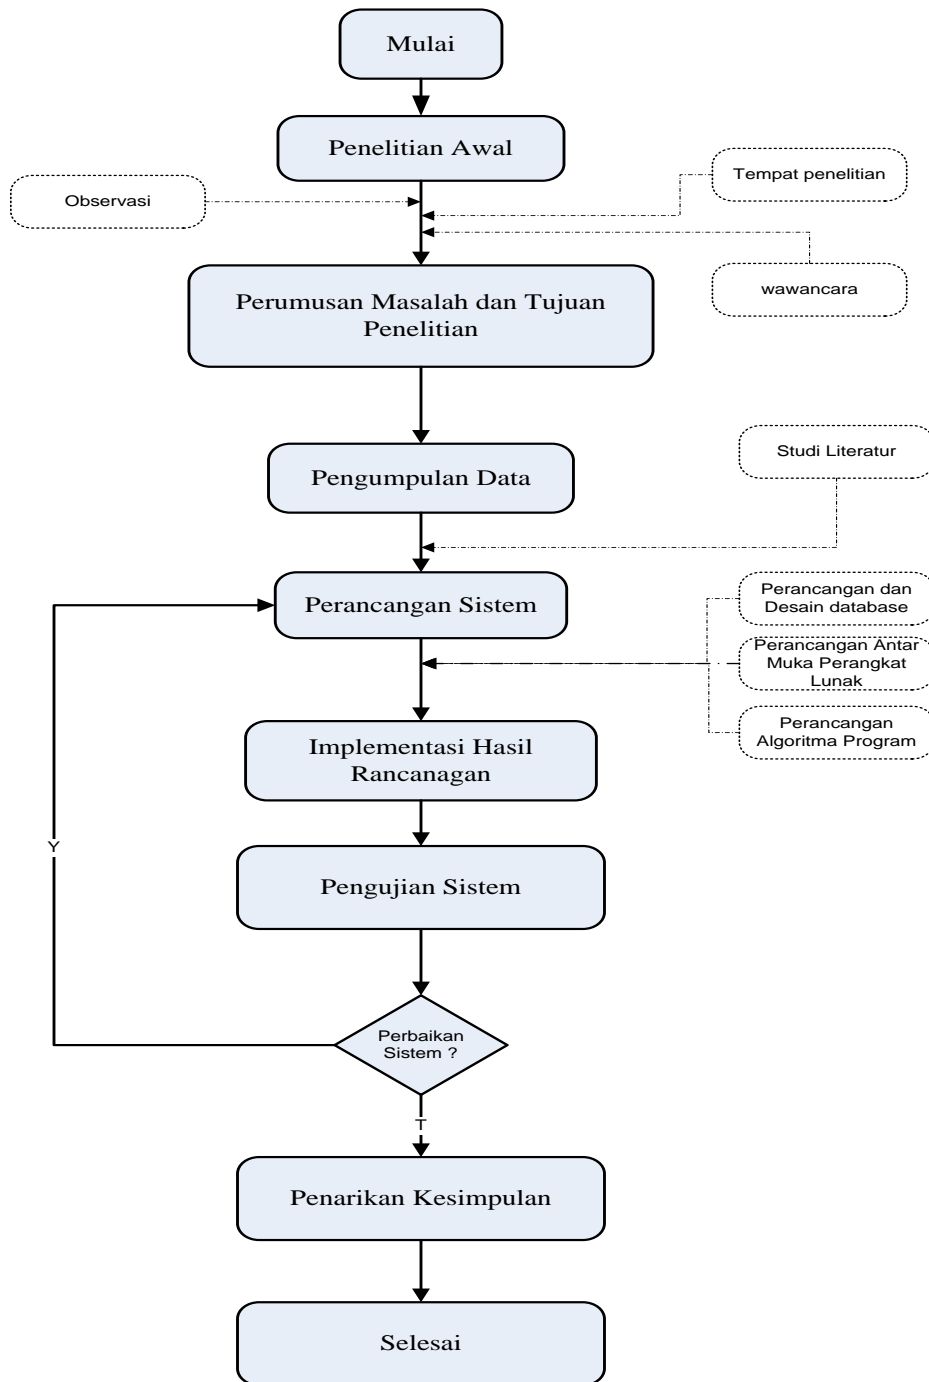 Mulai
Penelitian Awal
Observasi
Tempat penelitian
wawancara
Perumusan Masalah dan Tujuan
Penelitian
Pengumpulan Data
Studi Literatur
Perancangan Sistem
Perancangan dan
Desain database
Perancangan Antar
Muka Perangkat
Lunak
Perancangan
Algoritma Program
Implementasi Hasil
Rancanagan
Y
Pengujian Sistem
Perbaikan
Sistem ?
T
Penarikan Kesimpulan
Selesai